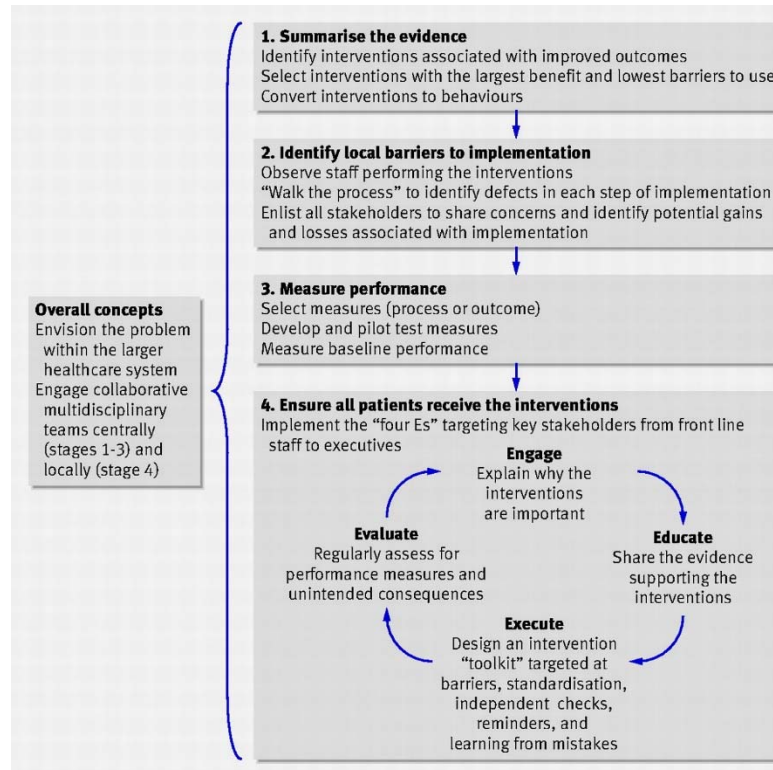 Overall concepts
Envision the problem
within the larger
healthcare system
Engage collaborative
multidisciplinary
teams centrally
(stages 1-3) and
locally (stage 4)
1. Summarise the evidence
Identify interventions associated with improved outcomes
Select interventions with the largest benefit and lowest barriers to use
Convert interventions to behaviours
2. Identify local barriers to implementation
Observe staff performing the interventions
“Walk the process” to identify defects in each step of implementation
Enlist all stakeholders to share concerns and identify potential gains
and losses associated with implementation
3. Measure performance
Select measures (process or outcome)
Develop and pilot test measures
Measure baseline performance
4. Ensure all patients receive the interventions
Implement the “four Es” targeting key stakeholders from front line
staff to executives
Engage
Explain why the
interventions
are important
Educate
Share the evidence
supporting the
interventions
Execute
Design an intervention
“toolkit” targeted at
barriers, standardisation,
independent checks,
reminders, and
learning from mistakes
Evaluate
Regularly assess for
performance measures and
unintended consequences